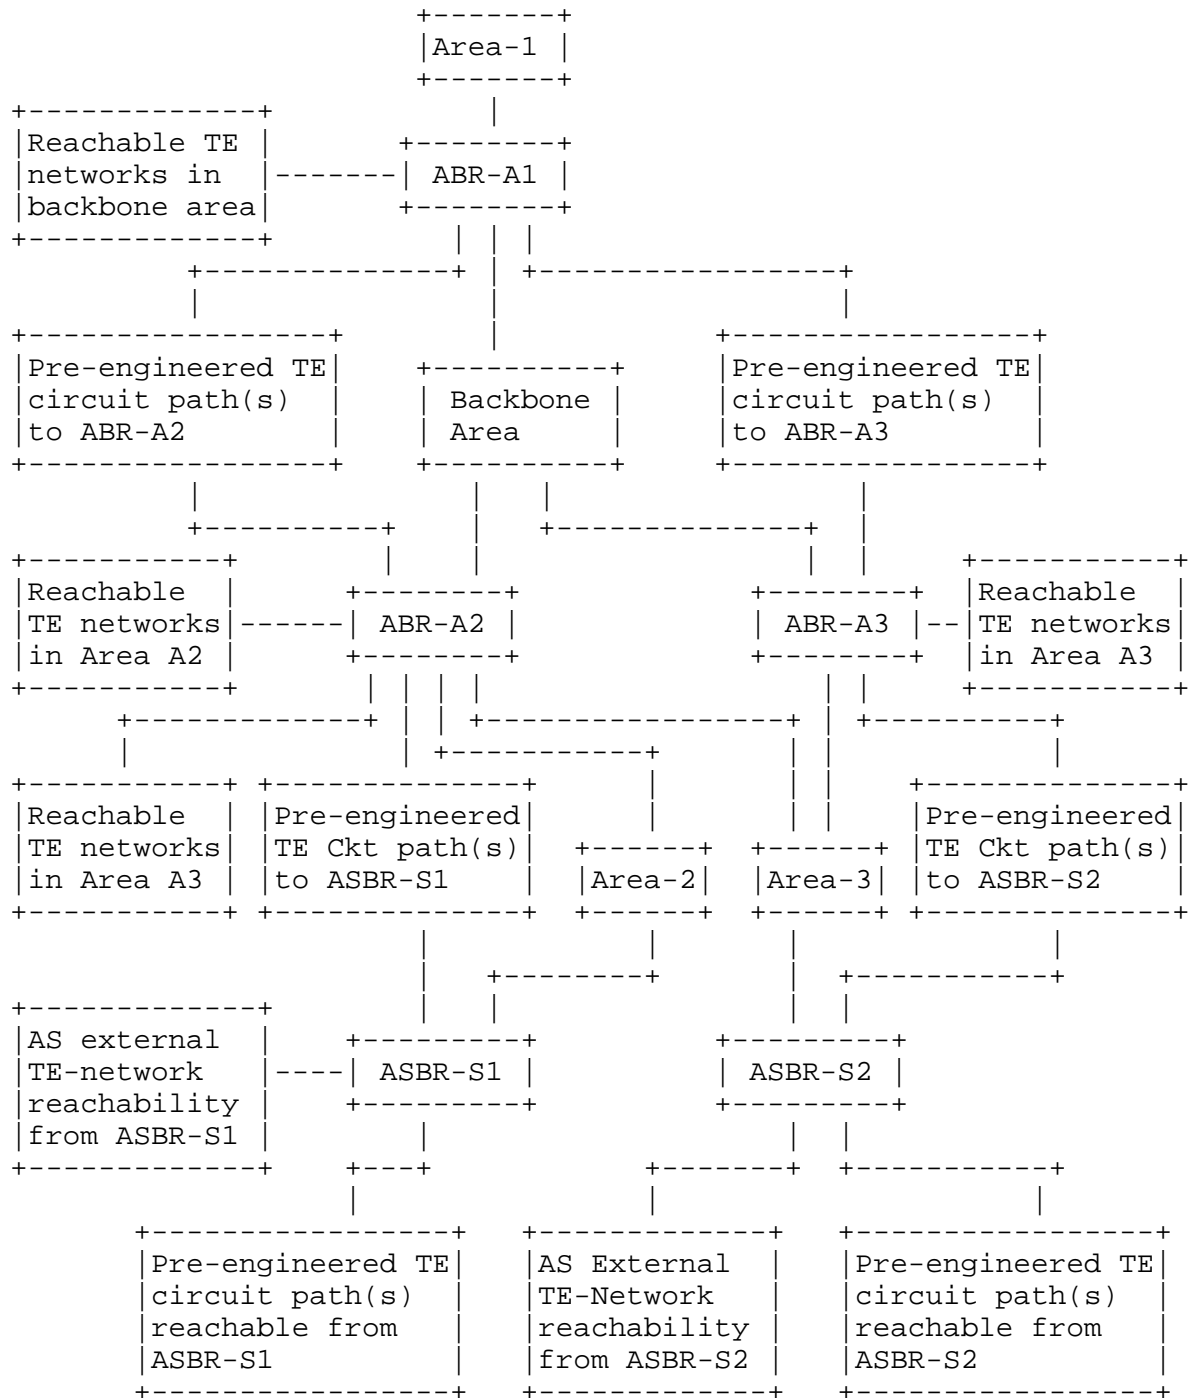 Area-1
Reachable TE
networks in
backbone area
ABR-A1
Pre-engineered TE
circuit path(s)
to ABR-A2
Backbone
Area
Pre-engineered TE
circuit path(s)
to ABR-A3
Reachable
TE networks
in Area A2
ABR-A2
ABR-A3
Reachable
TE networks
in Area A3
Reachable
TE networks
in Area A3
Pre-engineered
TE Ckt path(s)
to ASBR-S1
Area-2
Area-3
Pre-engineered
TE Ckt path(s)
to ASBR-S2
AS external
TE-network
reachability
from ASBR-S1
ASBR-S1
ASBR-S2
Pre-engineered TE
circuit path(s)
reachable from
ASBR-S1
AS External
TE-Network
reachability
from ASBR-S2
Pre-engineered TE
circuit path(s)
reachable from
ASBR-S2